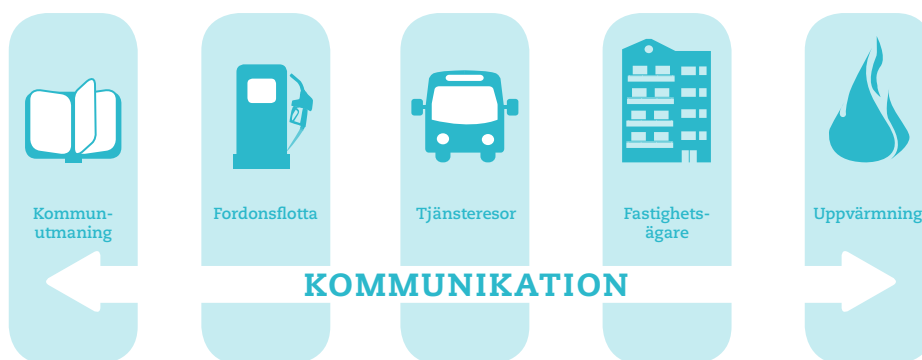 Kommun-
utmaning
Fordonsflotta
Tjänsteresor
Fastighets-
ägare
Uppvärmning
KOMMUNIKATION